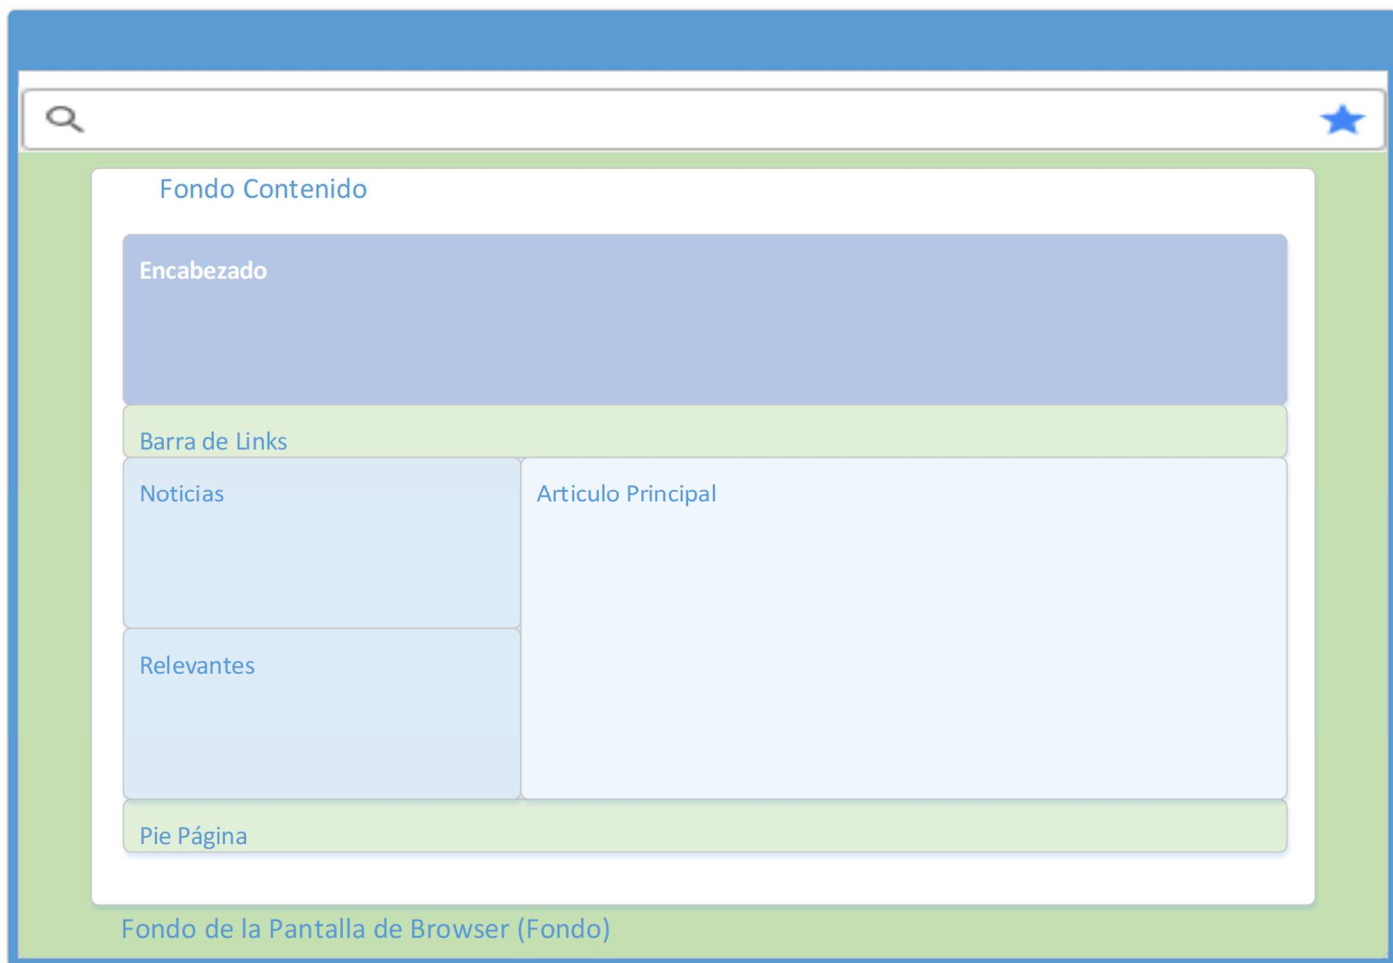 Fondo Contenido
Encabezado
Barra de Links
Noticias
Articulo Principal
Relevantes
Pie Página
Fondo de la Pantalla de Browser (Fondo)